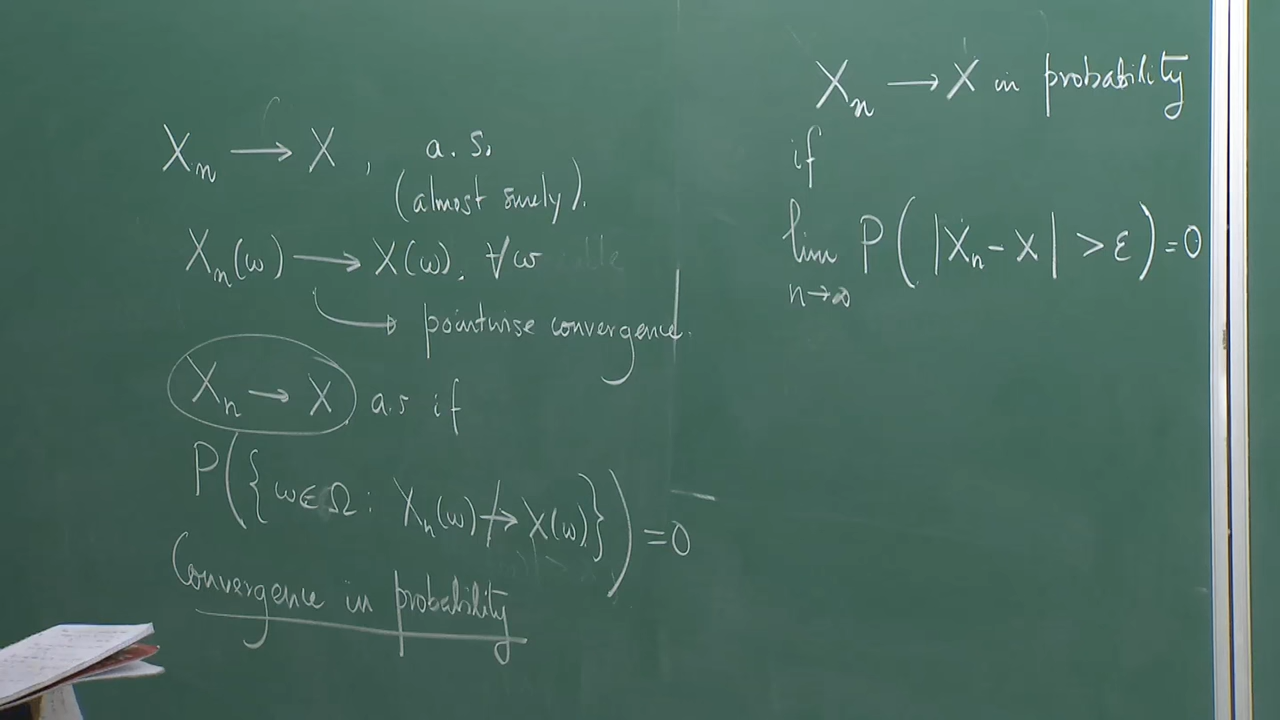 Xₙ → X, a.s.
(almost surely).
Xₙ(ω) → X(ω), ∀ω
→ pointwise convergence.
Xₙ → X a.s if
P({ω∈Ω : Xₙ(ω) ↛ X(ω)}) = 0
Convergence in probability
Xₙ → X in probability
if
lim P(|Xₙ - X| > ε) = 0
n→∞